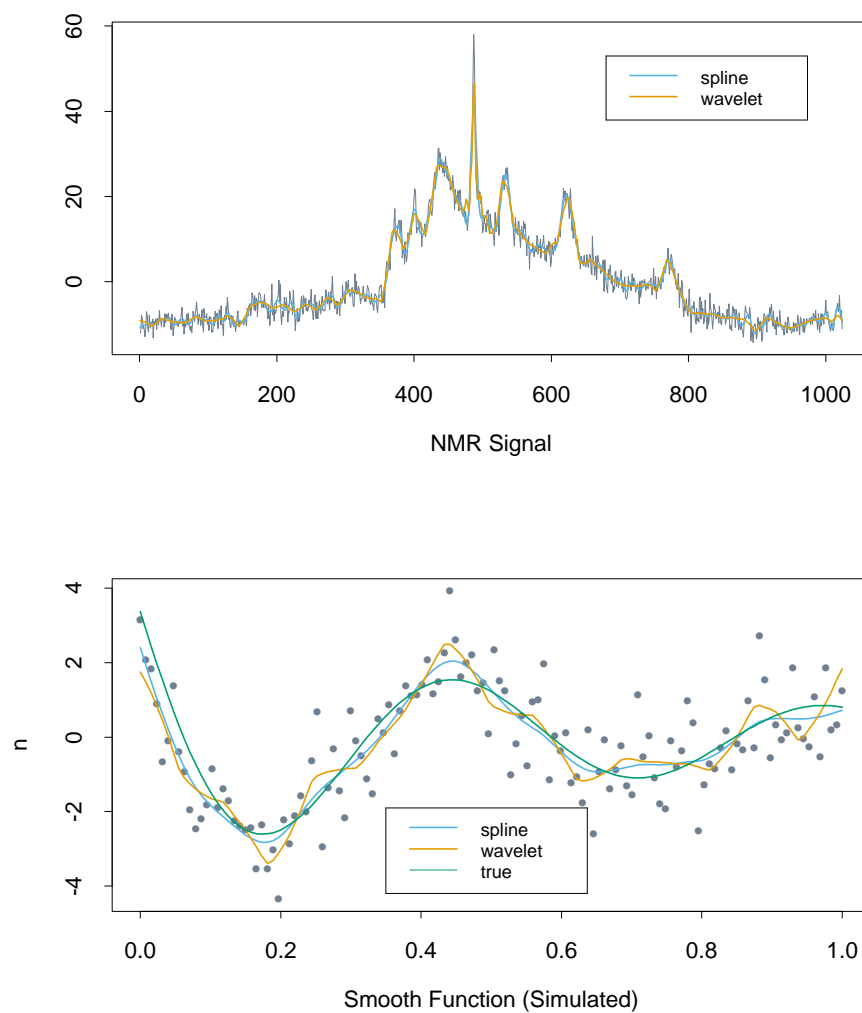 60
40
20
0
spline
wavelet
0 200 400 600 800 1000
NMR Signal
4
2
0
-2
-4
n
spline
wavelet
true
0.0 0.2 0.4 0.6 0.8 1.0
Smooth Function (Simulated)